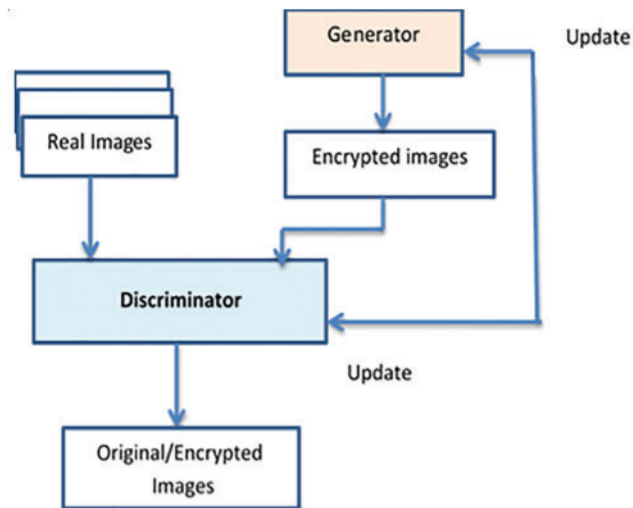 Generator
Update
Real Images
Encrypted images
Discriminator
Update
Original/Encrypted
Images